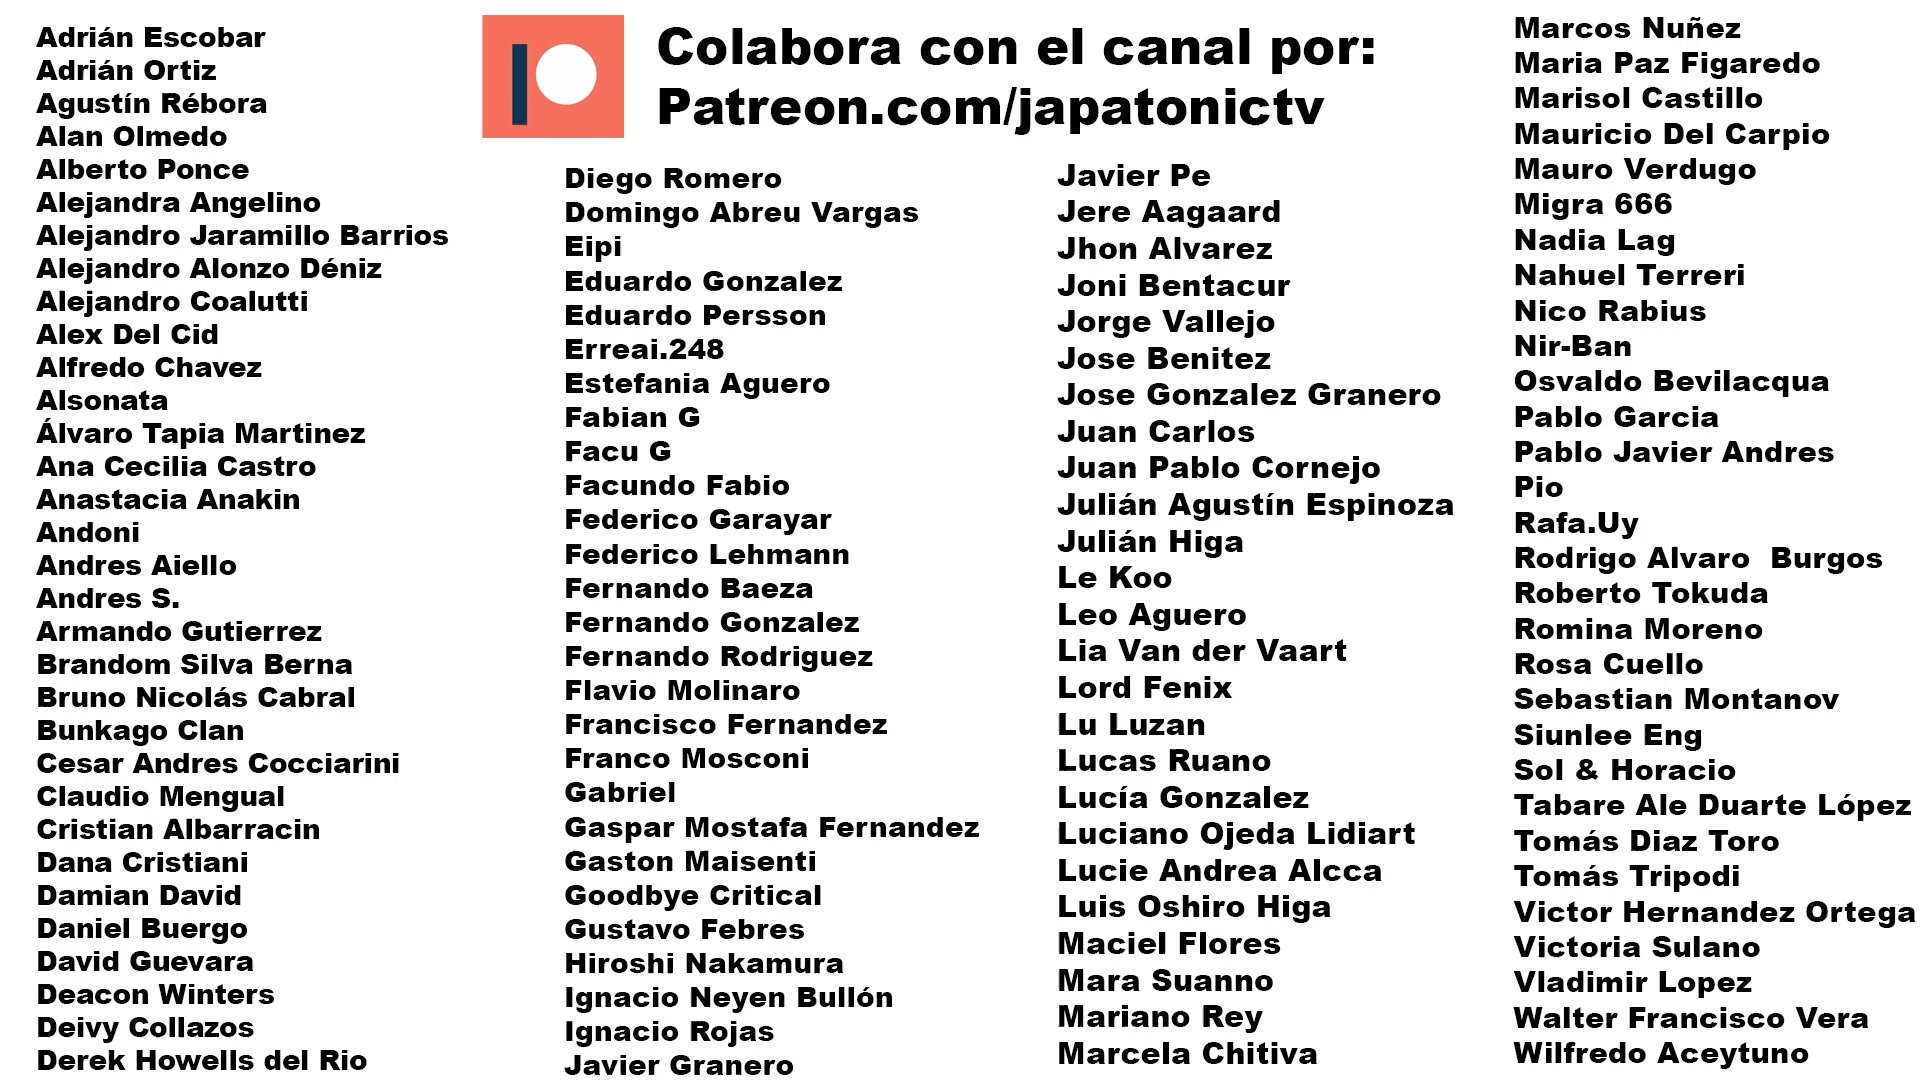 Adrián Escobar
Adrián Ortiz
Agustín Rébora
Alan Olmedo
Alberto Ponce
Alejandra Angelino
Alejandro Jaramillo Barrios
Alejandro Alonzo Déniz
Alejandro Coalutti
Alex Del Cid
Alfredo Chavez
Alsonata
Álvaro Tapia Martinez
Ana Cecilia Castro
Anastacia Anakin
Andoni
Andres Aiello
Andres S.
Armando Gutierrez
Brandom Silva Berna
Bruno Nicolás Cabral
Bunkago Clan
Cesar Andres Cocciarini
Claudio Mengual
Cristian Albarracin
Dana Cristiani
Damian David
Daniel Buergo
David Guevara
Deacon Winters
Deivy Collazos
Derek Howells del Rio
Colabora con el canal por:
Patreon.com/japatonictv
Diego Romero
Domingo Abreu Vargas
Eipi
Eduardo Gonzalez
Eduardo Persson
Erreai.248
Estefania Aguero
Fabian G
Facu G
Facundo Fabio
Federico Garayar
Federico Lehmann
Fernando Baeza
Fernando Gonzalez
Fernando Rodriguez
Flavio Molinaro
Francisco Fernandez
Franco Mosconi
Gabriel
Gaspar Mostafa Fernandez
Gaston Maisenti
Goodbye Critical
Gustavo Febres
Hiroshi Nakamura
Ignacio Neyen Bullón
Ignacio Rojas
Javier Granero
Javier Pe
Jere Aagaard
Jhon Alvarez
Joni Bentacur
Jorge Vallejo
Jose Benitez
Jose Gonzalez Granero
Juan Carlos
Juan Pablo Cornejo
Julián Agustín Espinoza
Julián Higa
Le Koo
Leo Aguero
Lia Van der Vaart
Lord Fenix
Lu Luzan
Lucas Ruano
Lucía Gonzalez
Luciano Ojeda Lidiart
Lucie Andrea Alcca
Luis Oshiro Higa
Maciel Flores
Mara Suanno
Mariano Rey
Marcela Chitiva
Marcos Nuñez
Maria Paz Figaredo
Marisol Castillo
Mauricio Del Carpio
Mauro Verdugo
Migra 666
Nadia Lag
Nahuel Terreri
Nico Rabius
Nir-Ban
Osvaldo Bevilacqua
Pablo Garcia
Pablo Javier Andres
Pio
Rafa.Uy
Rodrigo Alvaro  Burgos
Roberto Tokuda
Romina Moreno
Rosa Cuello
Sebastian Montanov
Siunlee Eng
Sol & Horacio
Tabare Ale Duarte López
Tomás Diaz Toro
Tomás Tripodi
Victor Hernandez Ortega
Victoria Sulano
Vladimir Lopez
Walter Francisco Vera
Wilfredo Aceytuno